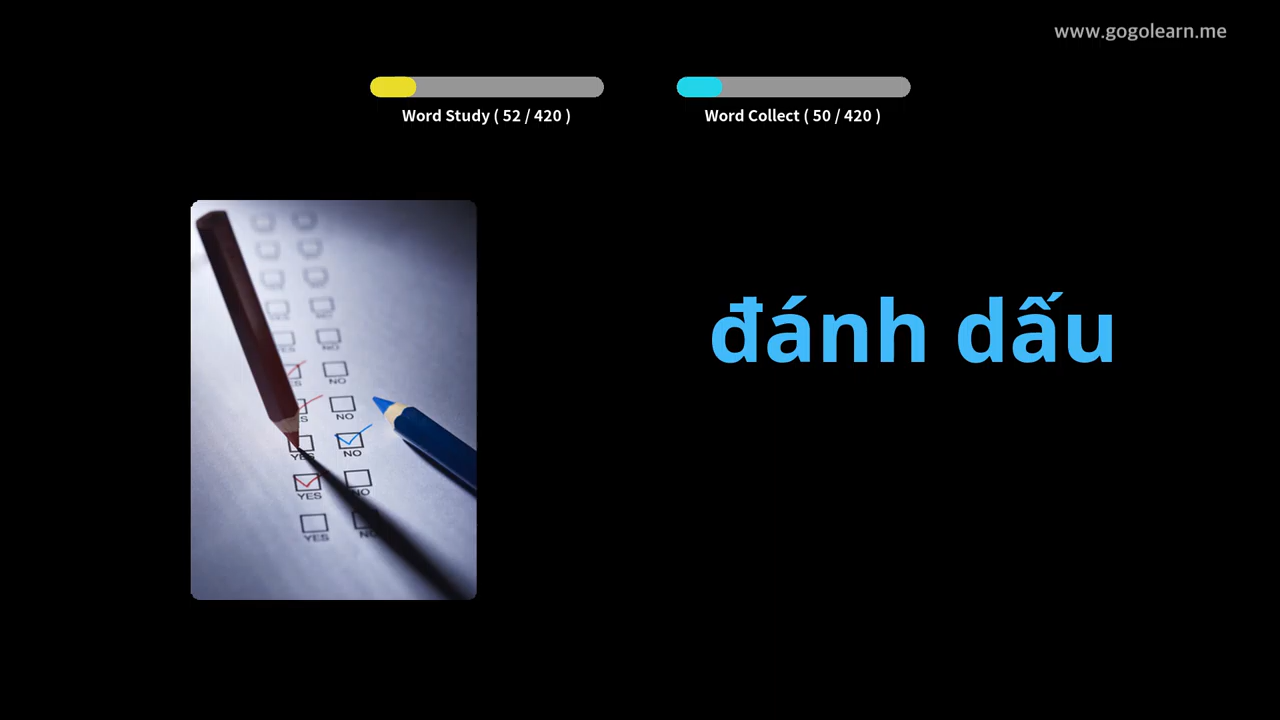 www.gogolearn.me
Word Study ( 52 / 420 )
Word Collect ( 50 / 420 )
đánh dấu
NO
NO
NO
YES
NO
YES
YES
NO